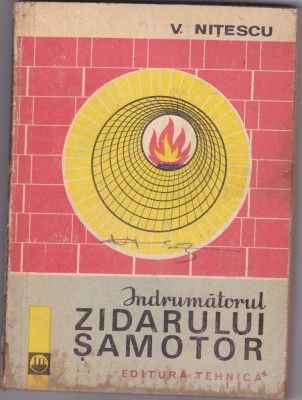 V. NIȚESCU
Îndrumătorul
ZIDARULUI
ȘAMOTOR
EDITURA TEHNICĂ